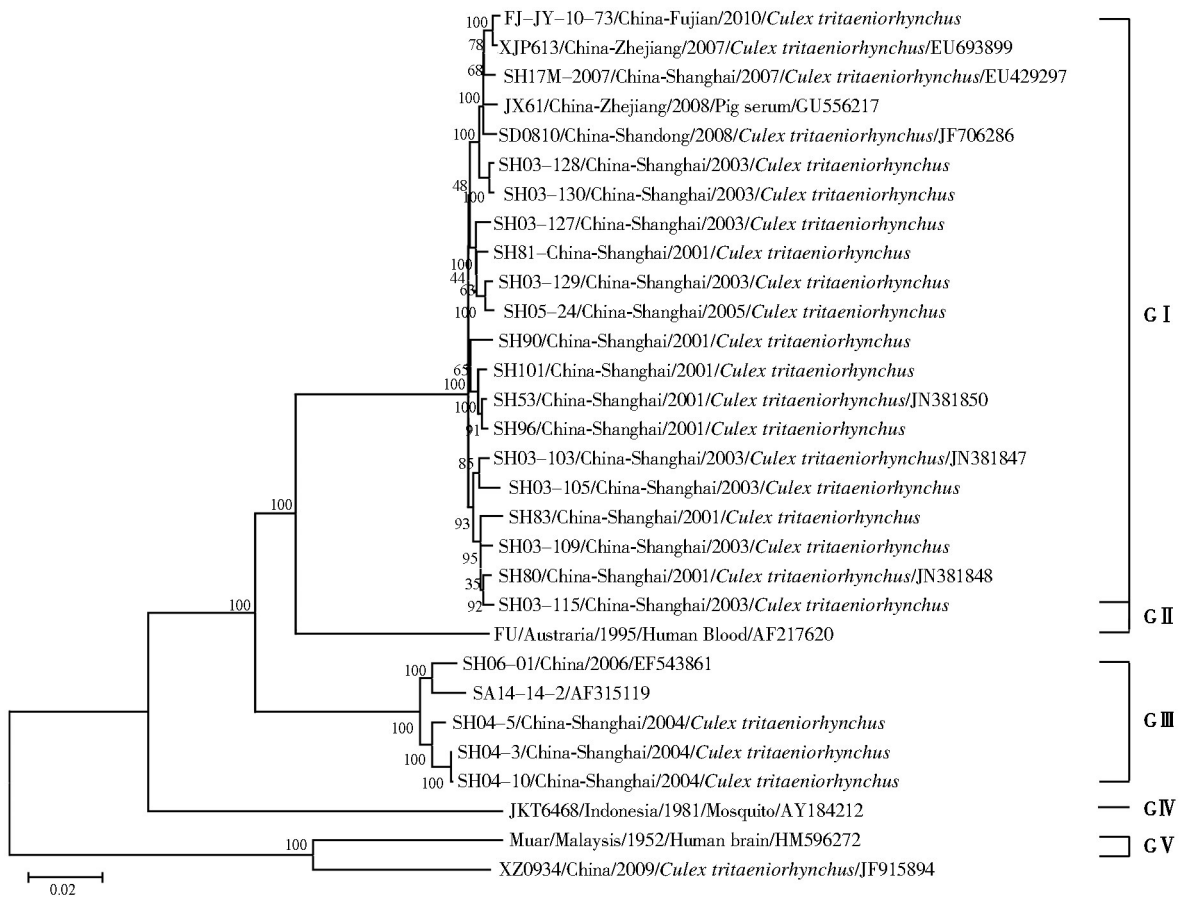 100
FJ–JY–10–73/China-Fujian/2010/Culex tritaeniorhynchus
78
XJP613/China-Zhejiang/2007/Culex tritaeniorhynchus/EU693899
68
SH17M–2007/China-Shanghai/2007/Culex tritaeniorhynchus/EU429297
100
JX61/China-Zhejiang/2008/Pig serum/GU556217
100
SD0810/China-Shandong/2008/Culex tritaeniorhynchus/JF706286
SH03–128/China-Shanghai/2003/Culex tritaeniorhynchus
48
100
SH03–130/China-Shanghai/2003/Culex tritaeniorhynchus
SH03–127/China-Shanghai/2003/Culex tritaeniorhynchus
SH81–China-Shanghai/2001/Culex tritaeniorhynchus
100
44
63
SH03–129/China-Shanghai/2003/Culex tritaeniorhynchus
100
SH05–24/China-Shanghai/2005/Culex tritaeniorhynchus
G I
SH90/China-Shanghai/2001/Culex tritaeniorhynchus
65
SH101/China-Shanghai/2001/Culex tritaeniorhynchus
100
100
SH53/China-Shanghai/2001/Culex tritaeniorhynchus/JN381850
91
SH96/China-Shanghai/2001/Culex tritaeniorhynchus
85
SH03–103/China-Shanghai/2003/Culex tritaeniorhynchus/JN381847
SH03–105/China-Shanghai/2003/Culex tritaeniorhynchus
100
93
SH83/China-Shanghai/2001/Culex tritaeniorhynchus
95
SH03–109/China-Shanghai/2003/Culex tritaeniorhynchus
35
SH80/China-Shanghai/2001/Culex tritaeniorhynchus/JN381848
100
92
SH03–115/China-Shanghai/2003/Culex tritaeniorhynchus
G II
FU/Austraria/1995/Human Blood/AF217620
100
SH06–01/China/2006/EF543861
SA14–14–2/AF315119
100
SH04–5/China-Shanghai/2004/Culex tritaeniorhynchus
G III
100
SH04–3/China-Shanghai/2004/Culex tritaeniorhynchus
100
SH04–10/China-Shanghai/2004/Culex tritaeniorhynchus
JKT6468/Indonesia/1981/Mosquito/AY184212
G IV
100
Muar/Malaysis/1952/Human brain/HM596272
G V
XZ0934/China/2009/Culex tritaeniorhynchus/JF915894
0.02